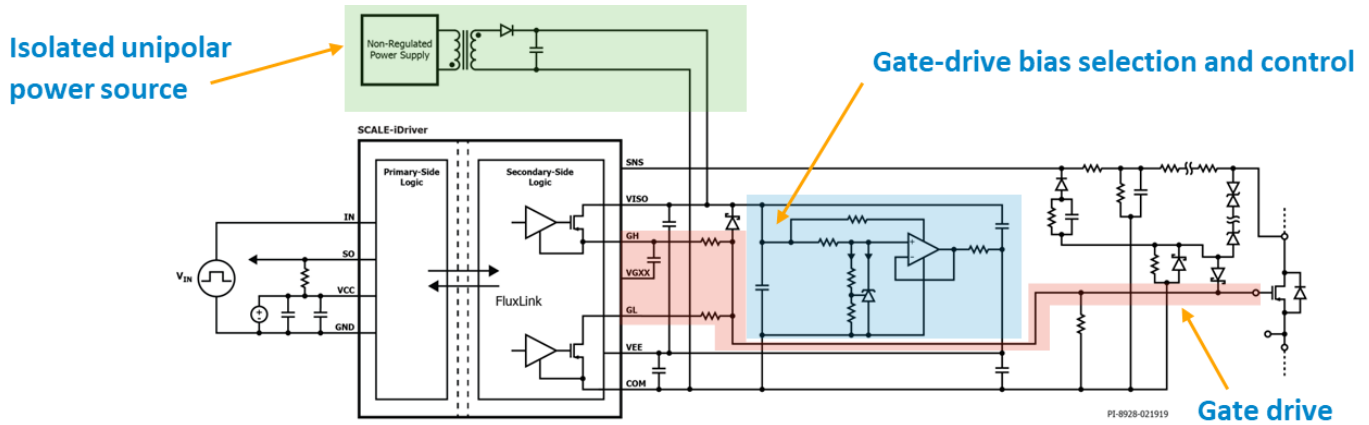 Isolated unipolar
power source
Non-Regulated
Power Supply
Gate-drive bias selection and control
SCALE-iDriver
Primary-Side
Logic
Secondary-Side
Logic
SNS
VISO
IN
GH
SO
VGXX
VIN
VCC
FluxLink
GL
GND
VEE
COM
+
-
PI-8928-021919
Gate drive